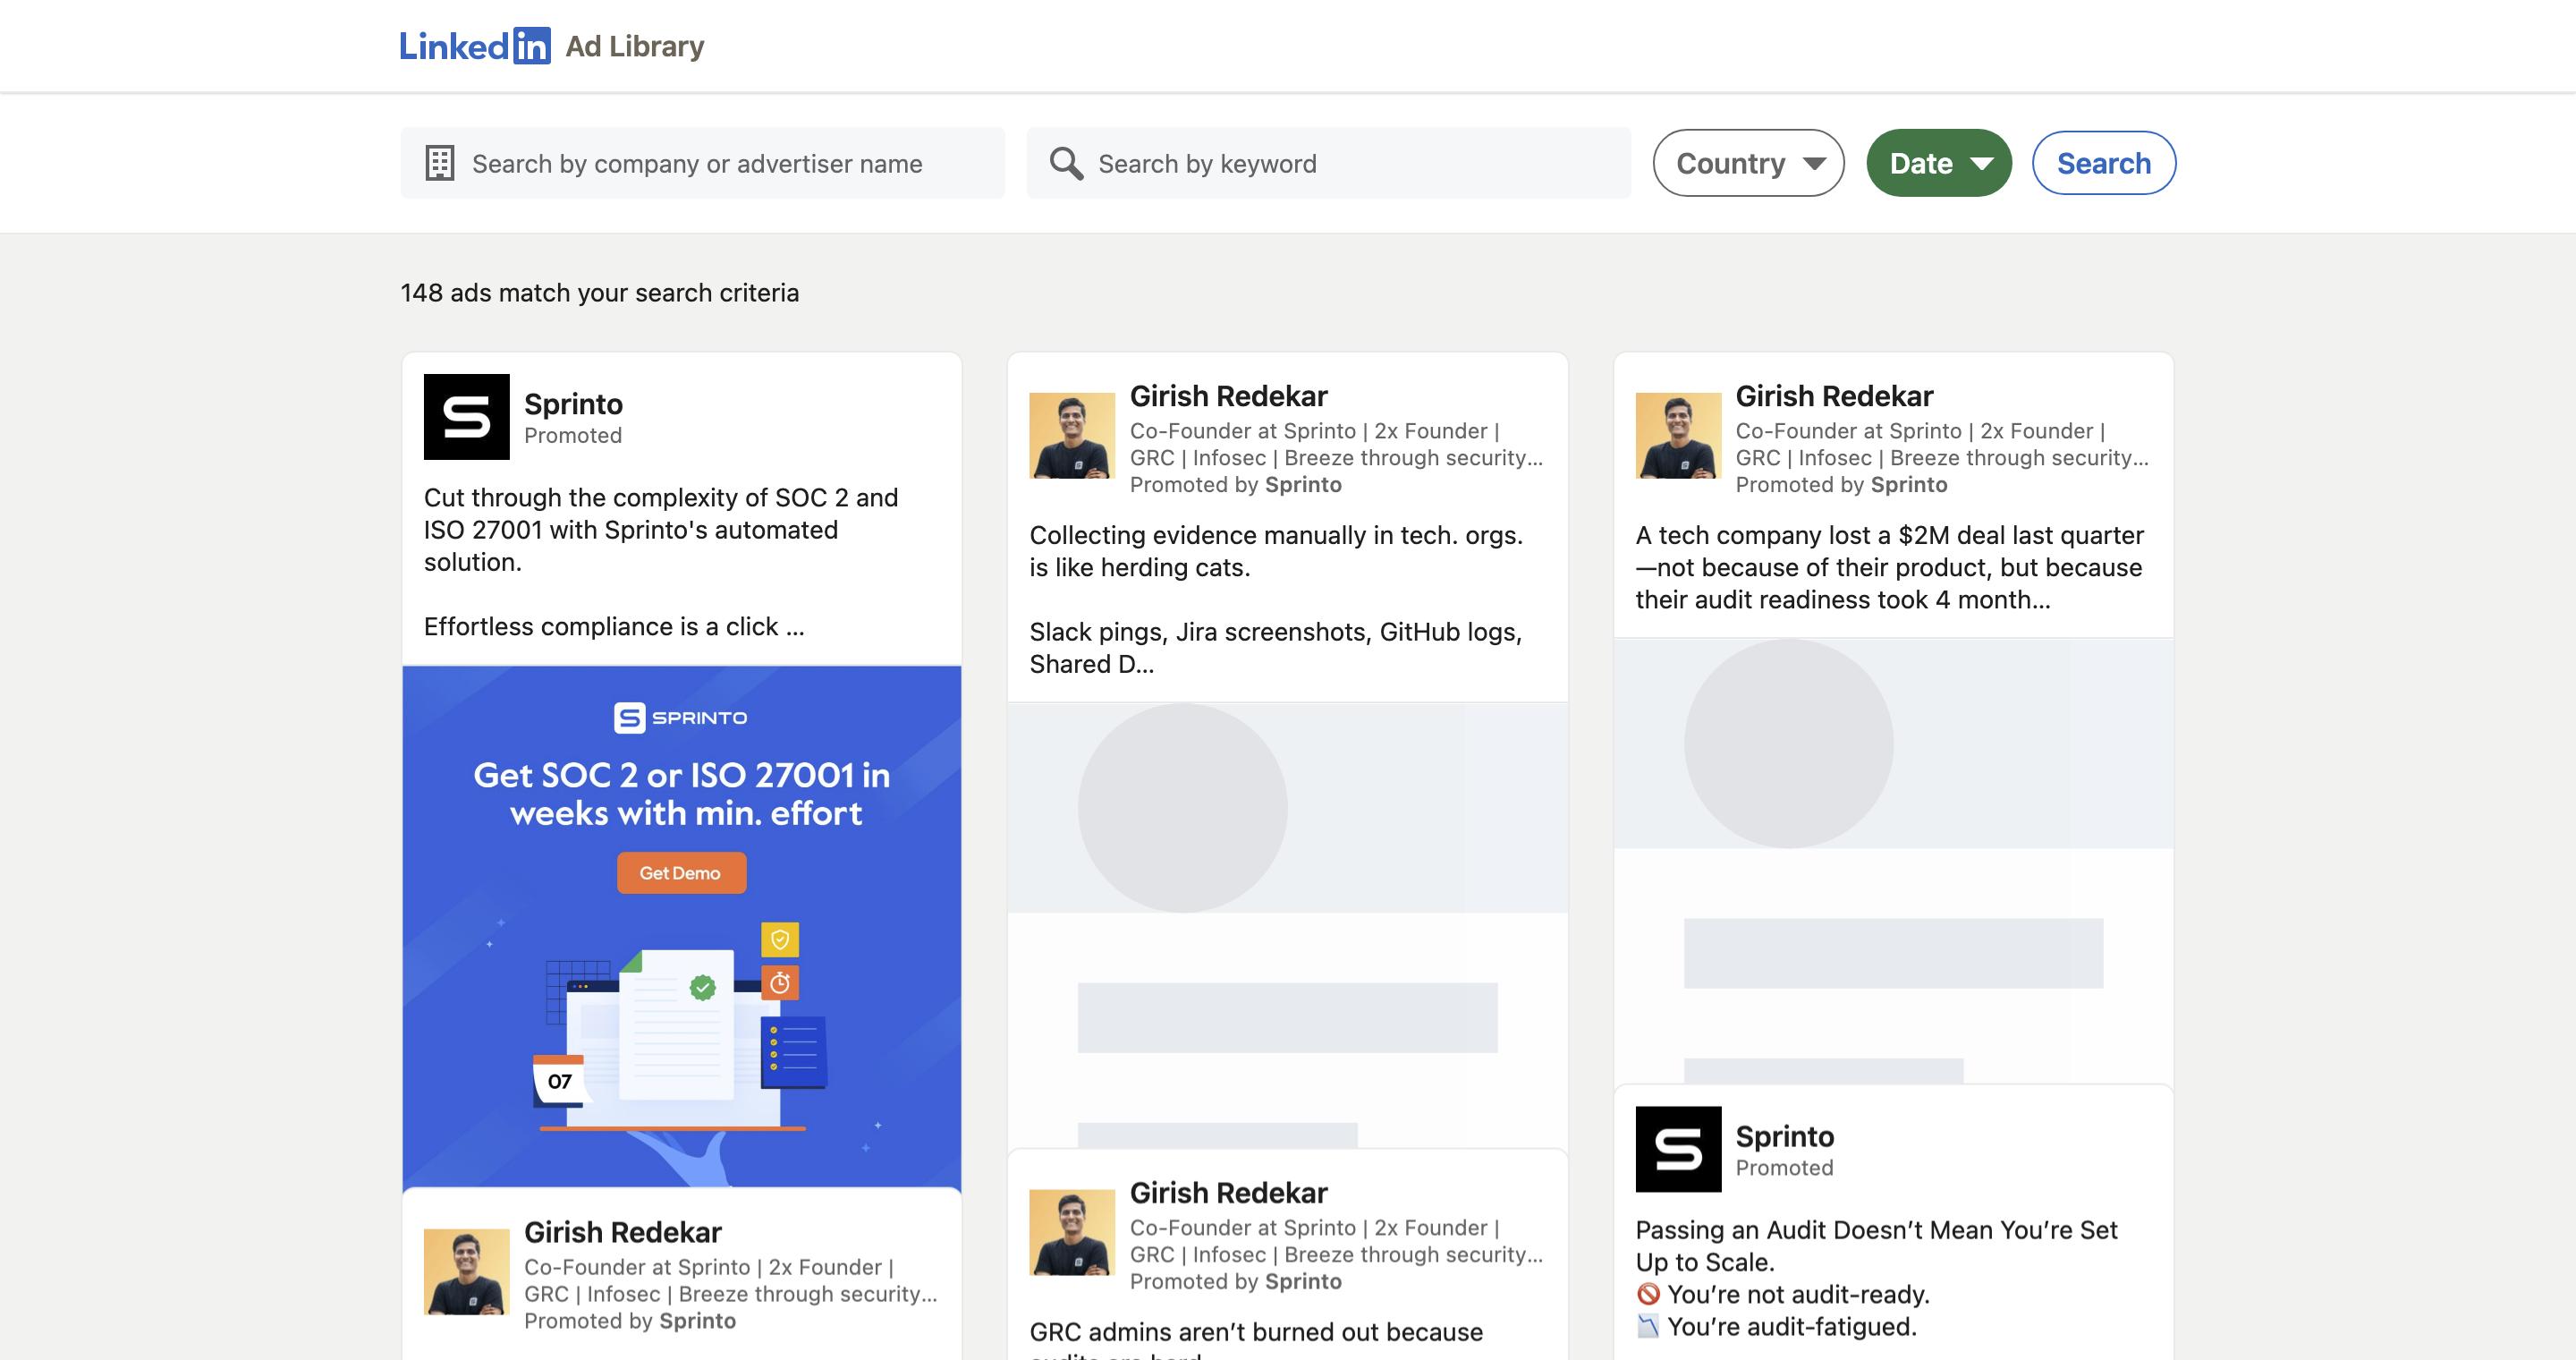 Linkedin Ad Library
Search by company or advertiser name
Search by keyword
Country
Date
Search
148 ads match your search criteria
Sprinto
Promoted
Cut through the complexity of SOC 2 and
ISO 27001 with Sprinto's automated
solution.
Effortless compliance is a click ...
SPRINTO
Get SOC 2 or ISO 27001 in
weeks with min. effort
Get Demo
07
Girish Redekar
Co-Founder at Sprinto | 2x Founder |
GRC | Infosec | Breeze through security...
Promoted by Sprinto
Girish Redekar
Co-Founder at Sprinto | 2x Founder |
GRC | Infosec | Breeze through security...
Promoted by Sprinto
Collecting evidence manually in tech. orgs.
is like herding cats.
Slack pings, Jira screenshots, GitHub logs,
Shared D...
Girish Redekar
Co-Founder at Sprinto | 2x Founder |
GRC | Infosec | Breeze through security...
Promoted by Sprinto
GRC admins aren’t burned out because
audits are hard
Girish Redekar
Co-Founder at Sprinto | 2x Founder |
GRC | Infosec | Breeze through security...
Promoted by Sprinto
A tech company lost a $2M deal last quarter
—not because of their product, but because
their audit readiness took 4 month...
Sprinto
Promoted
Passing an Audit Doesn’t Mean You’re Set
Up to Scale.
🚫 You’re not audit-ready.
📉 You’re audit-fatigued.